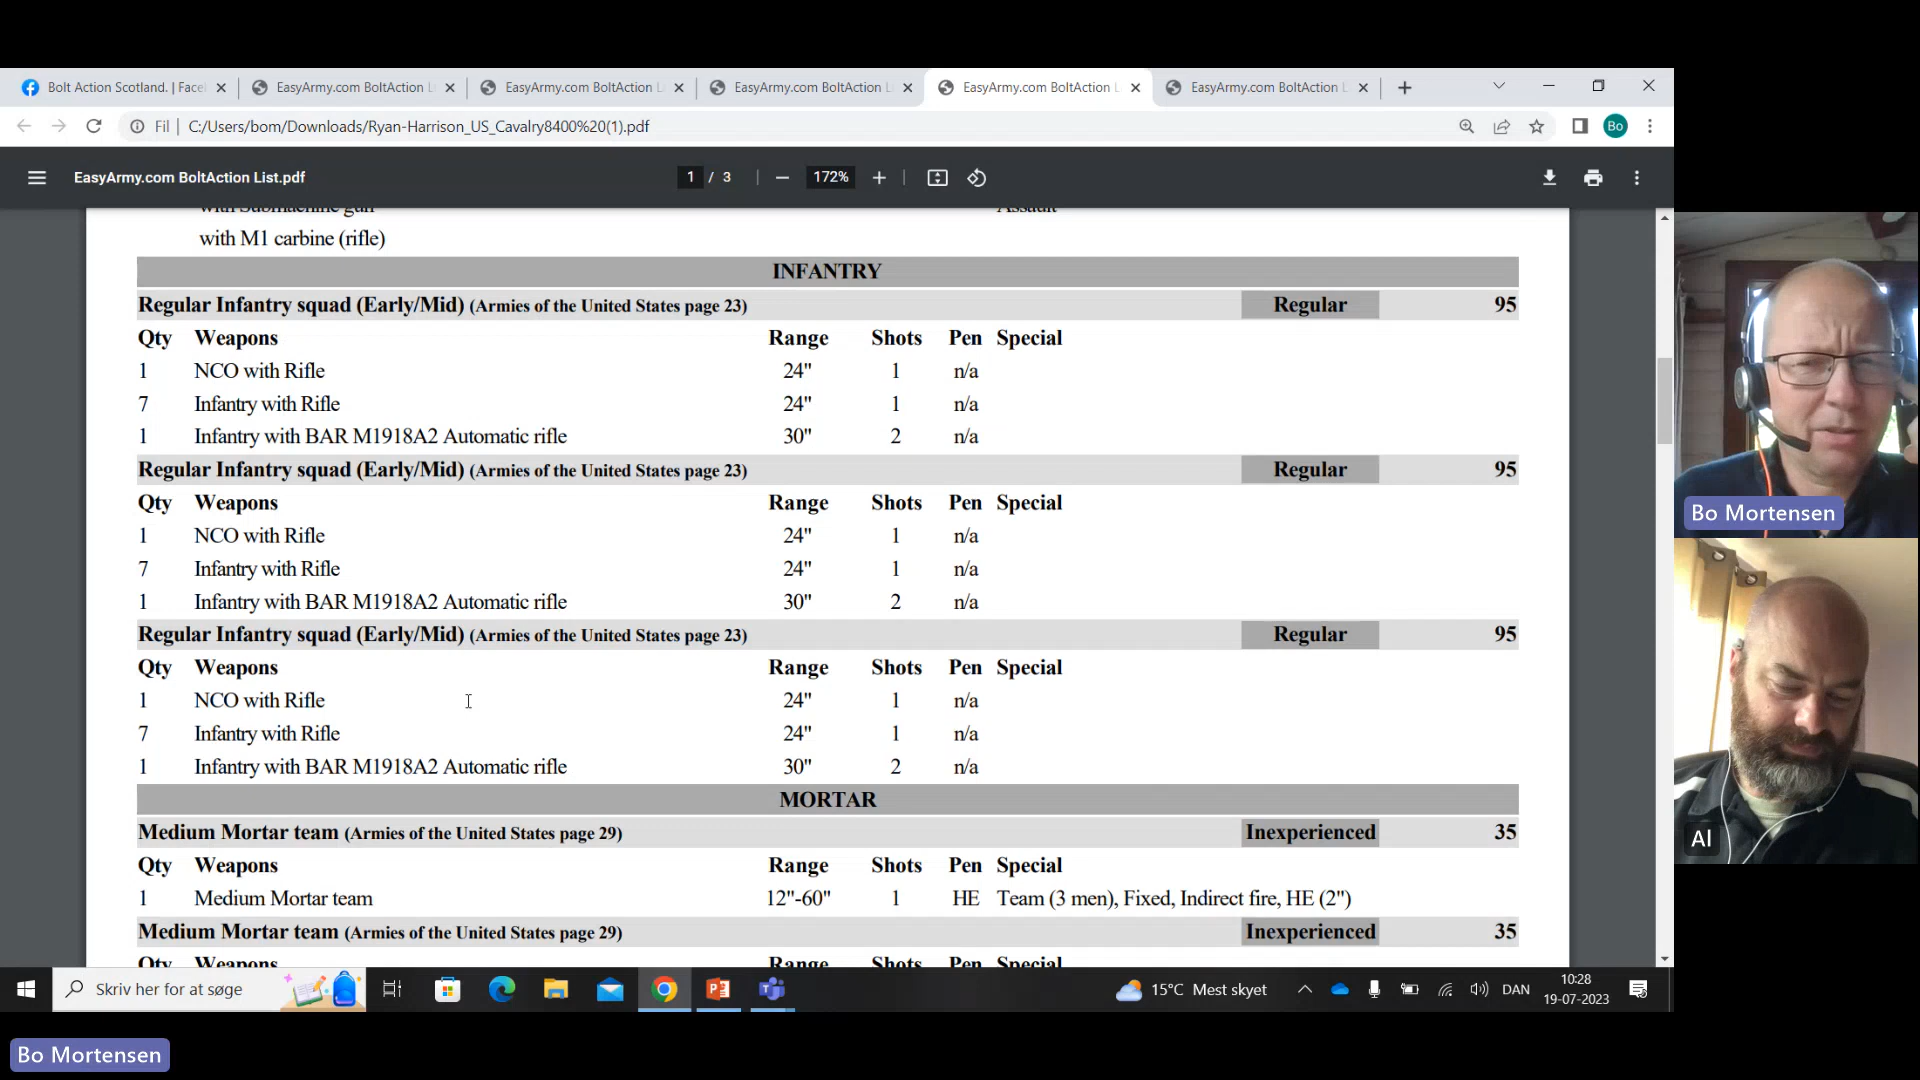 Bolt Action Scotland. | Face
EasyArmy.com BoltAction L
EasyArmy.com BoltAction L
EasyArmy.com BoltAction L
EasyArmy.com BoltAction L
EasyArmy.com BoltAction L
Fil | C:/Users/bom/Downloads/Ryan-Harrison_US_Cavalry8400%20(1).pdf
Bo
EasyArmy.com BoltAction List.pdf
1 / 3
172%
with Submachine gun Assault
with M1 carbine (rifle)
INFANTRY
Regular Infantry squad (Early/Mid) (Armies of the United States page 23) Regular 95
Qty Weapons Range Shots Pen Special
1 NCO with Rifle 24" 1 n/a
7 Infantry with Rifle 24" 1 n/a
1 Infantry with BAR M1918A2 Automatic rifle 30" 2 n/a
Regular Infantry squad (Early/Mid) (Armies of the United States page 23) Regular 95
Qty Weapons Range Shots Pen Special
1 NCO with Rifle 24" 1 n/a
7 Infantry with Rifle 24" 1 n/a
1 Infantry with BAR M1918A2 Automatic rifle 30" 2 n/a
Regular Infantry squad (Early/Mid) (Armies of the United States page 23) Regular 95
Qty Weapons Range Shots Pen Special
1 NCO with Rifle 24" 1 n/a
7 Infantry with Rifle 24" 1 n/a
1 Infantry with BAR M1918A2 Automatic rifle 30" 2 n/a
MORTAR
Medium Mortar team (Armies of the United States page 29) Inexperienced 35
Qty Weapons Range Shots Pen Special
1 Medium Mortar team 12"-60" 1 HE Team (3 men), Fixed, Indirect fire, HE (2")
Medium Mortar team (Armies of the United States page 29) Inexperienced 35
Qty Weapons Range Shots Pen Special
Bo Mortensen
Al
Skriv her for at søge
15°C Mest skyet
DAN
10:28
19-07-2023
Bo Mortensen